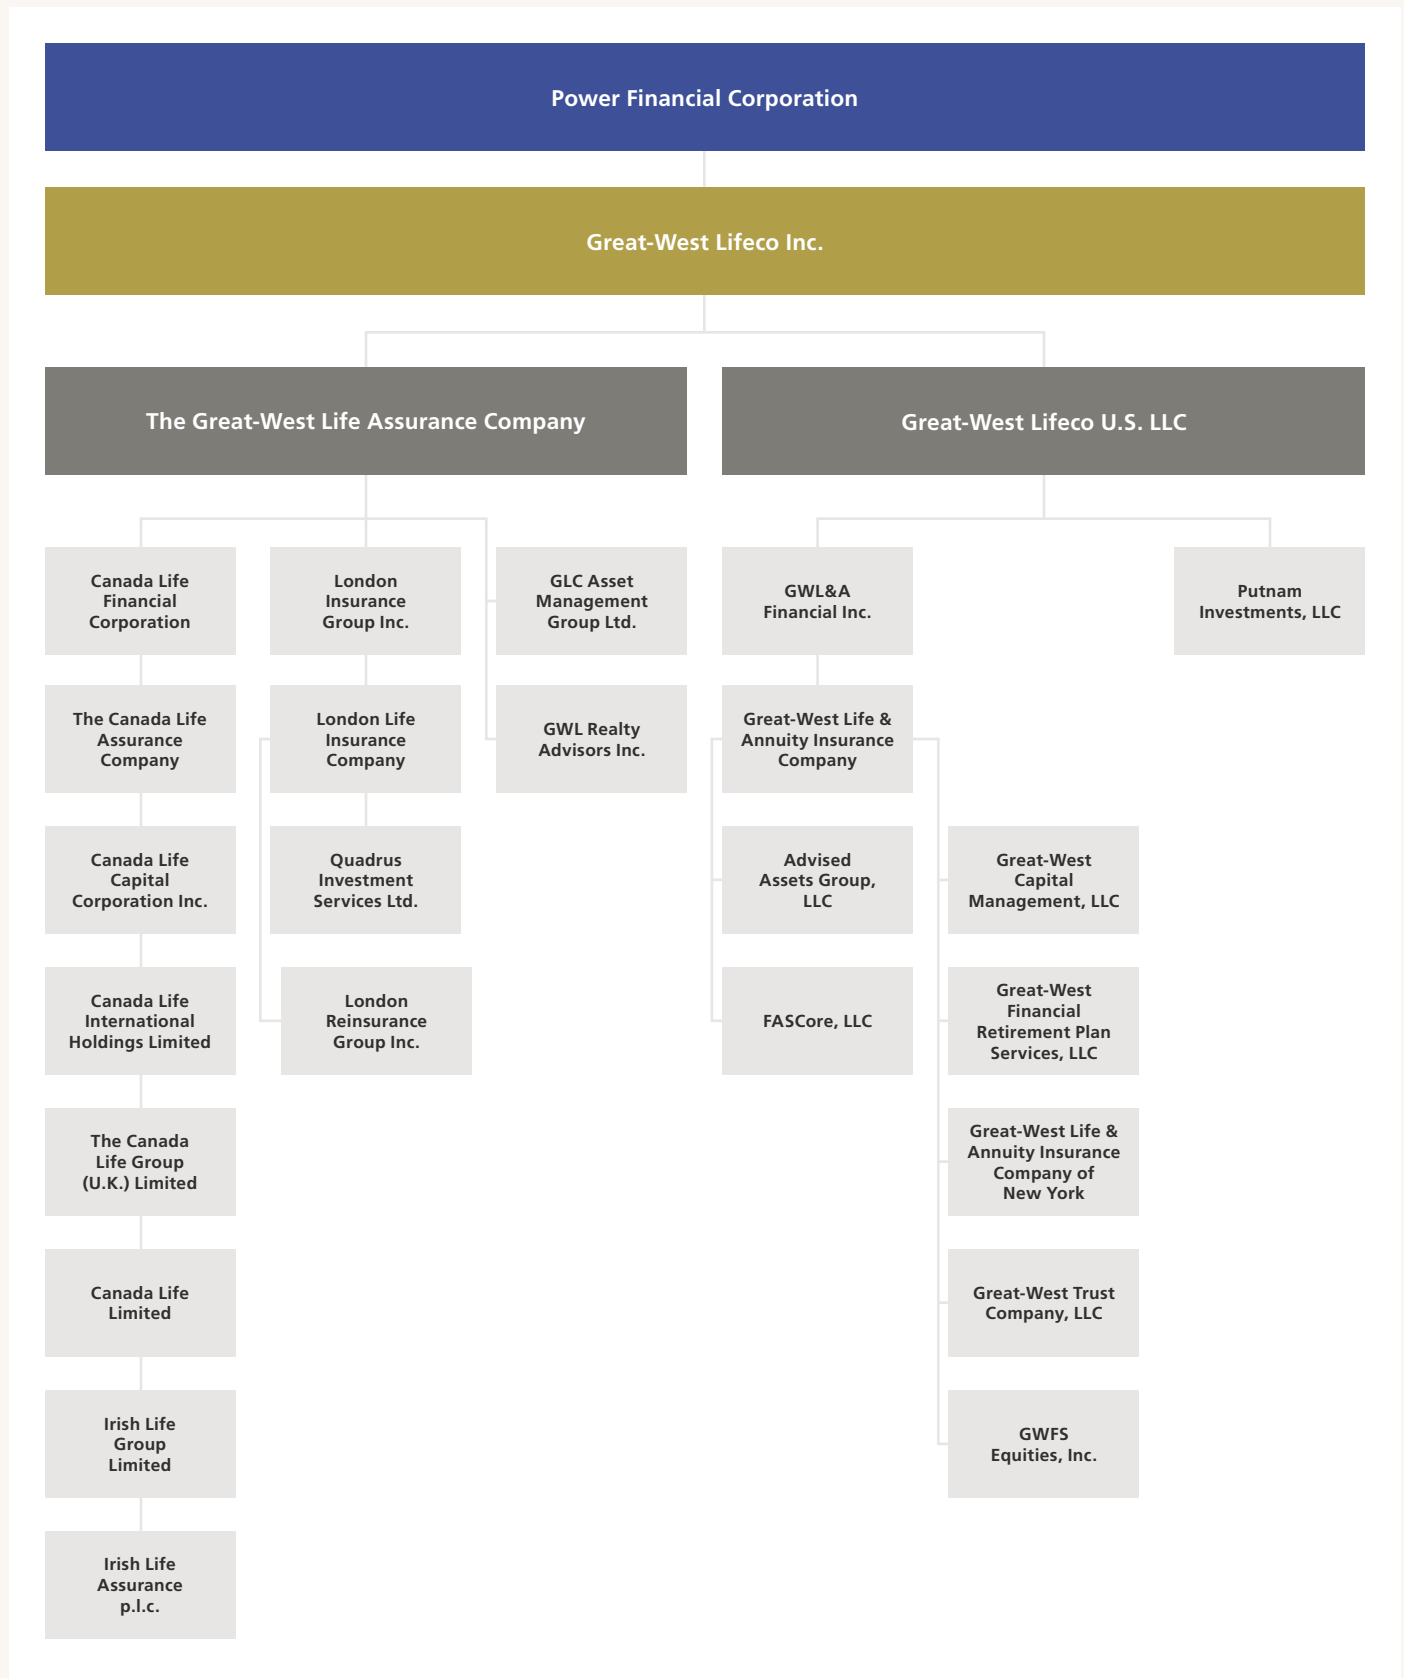 Power Financial Corporation
Great-West Lifeco Inc.
The Great-West Life Assurance Company
Great-West Lifeco U.S. LLC
Canada Life
Financial
Corporation
London
Insurance
Group Inc.
GLC Asset
Management
Group Ltd.
GWL&A
Financial Inc.
Putnam
Investments, LLC
The Canada Life
Assurance
Company
London Life
Insurance
Company
GWL Realty
Advisors Inc.
Great-West Life &
Annuity Insurance
Company
Canada Life
Capital
Corporation Inc.
Quadrus
Investment
Services Ltd.
Advised
Assets Group,
LLC
Great-West
Capital
Management, LLC
Canada Life
International
Holdings Limited
London
Reinsurance
Group Inc.
FASCore, LLC
Great-West
Financial
Retirement Plan
Services, LLC
The Canada
Life Group
(U.K.) Limited
Great-West Life &
Annuity Insurance
Company of
New York
Canada Life
Limited
Great-West Trust
Company, LLC
Irish Life
Group
Limited
GWFS
Equities, Inc.
Irish Life
Assurance
p.l.c.